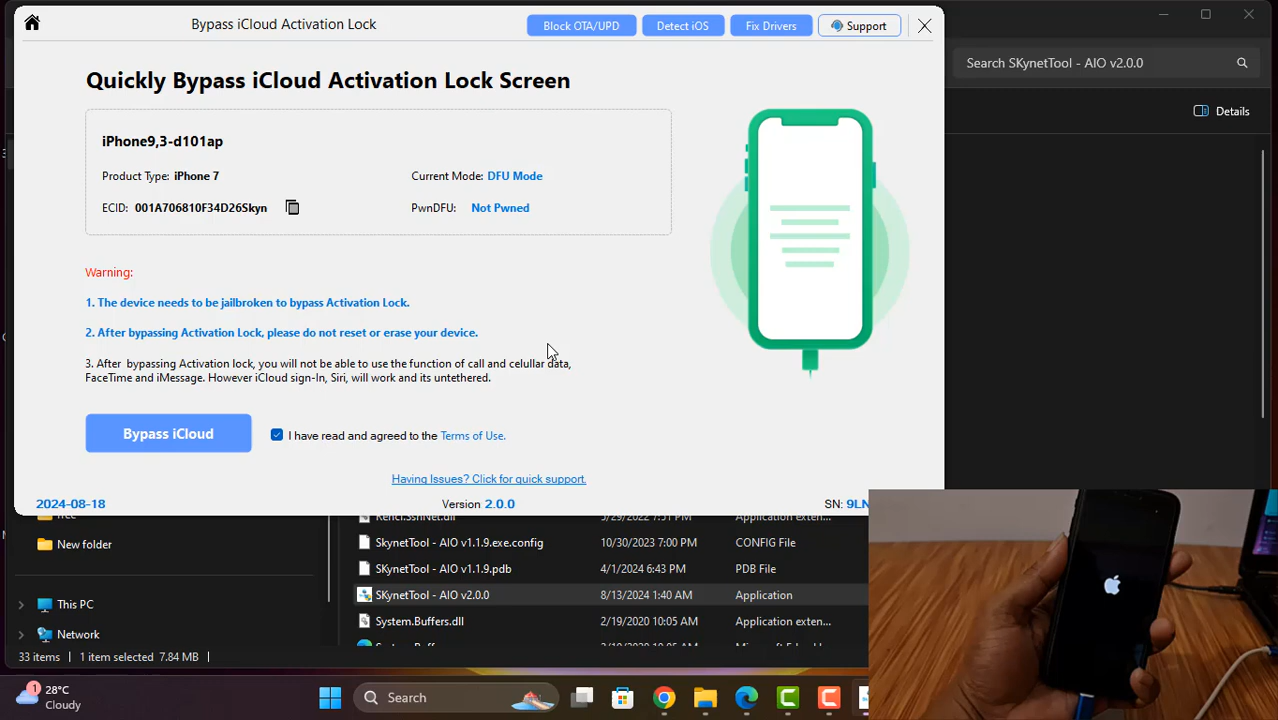 Bypass iCloud Activation Lock
Block OTA/UPD
Detect iOS
Fix Drivers
Support
Search SKynetTool - AIO v2.0.0
Quickly Bypass iCloud Activation Lock Screen
Details
iPhone9,3-d101ap
Product Type: iPhone 7
Current Mode: DFU Mode
ECID: 001A706810F34D26Skyn
PwnDFU: Not Pwned
Warning:
1. The device needs to be jailbroken to bypass Activation Lock.
2. After bypassing Activation Lock, please do not reset or erase your device.
3. After bypassing Activation lock, you will not be able to use the function of call and celullar data,
FaceTime and iMessage. However iCloud sign-In, Siri, will work and its untethered.
Bypass iCloud
I have read and agreed to the Terms of Use.
Having Issues? Click for quick support.
2024-08-18
Version 2.0.0
SN: 9LN
New folder
SkynetTool - AIO v1.1.9.exe.config
10/30/2023 7:00 PM
CONFIG File
SkynetTool - AIO v1.1.9.pdb
4/1/2024 6:43 PM
PDB File
This PC
SKynetTool - AIO v2.0.0
8/13/2024 1:40 AM
Application
System.Buffers.dll
2/19/2020 10:05 AM
Application exten...
Network
33 items
1 item selected 7.84 MB
1
28°C
Cloudy
Search